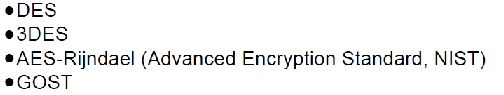 ●DES
●3DES
●AES-Rijndael (Advanced Encryption Standard, NIST)
●GOST